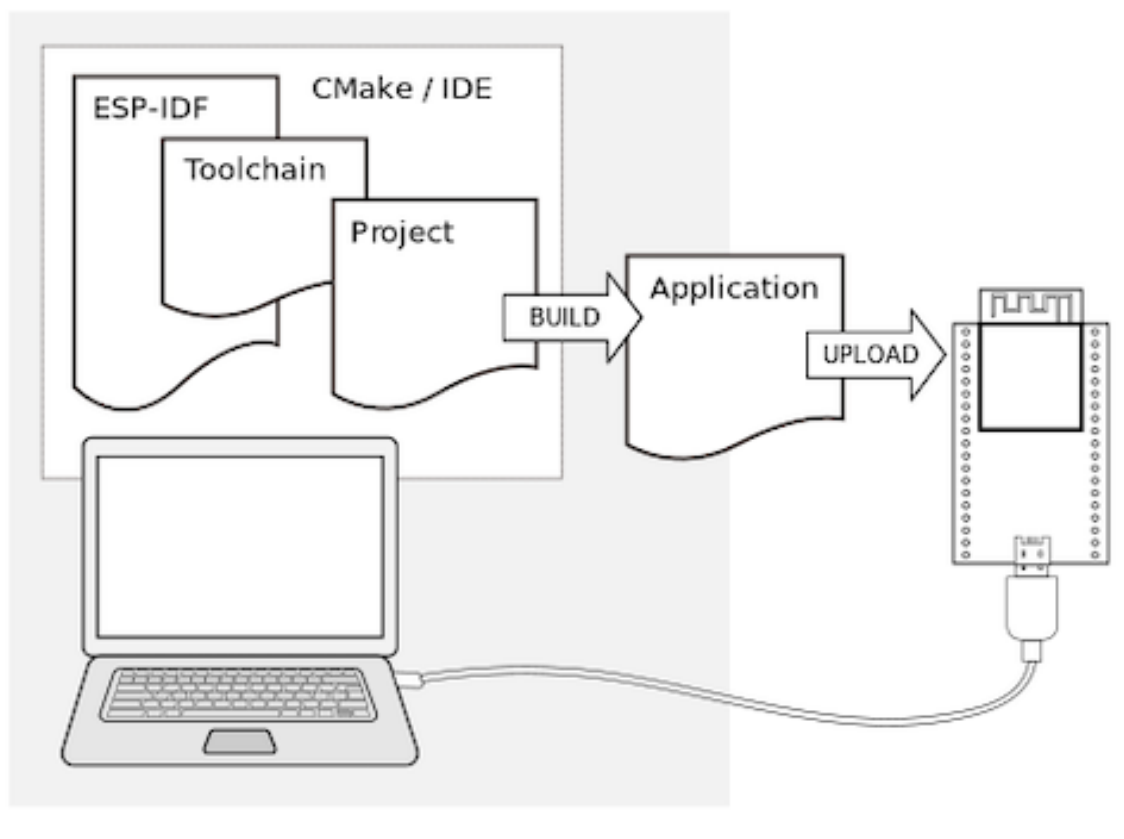 CMake / IDE
ESP-IDF
Toolchain
Project
BUILD
Application
UPLOAD